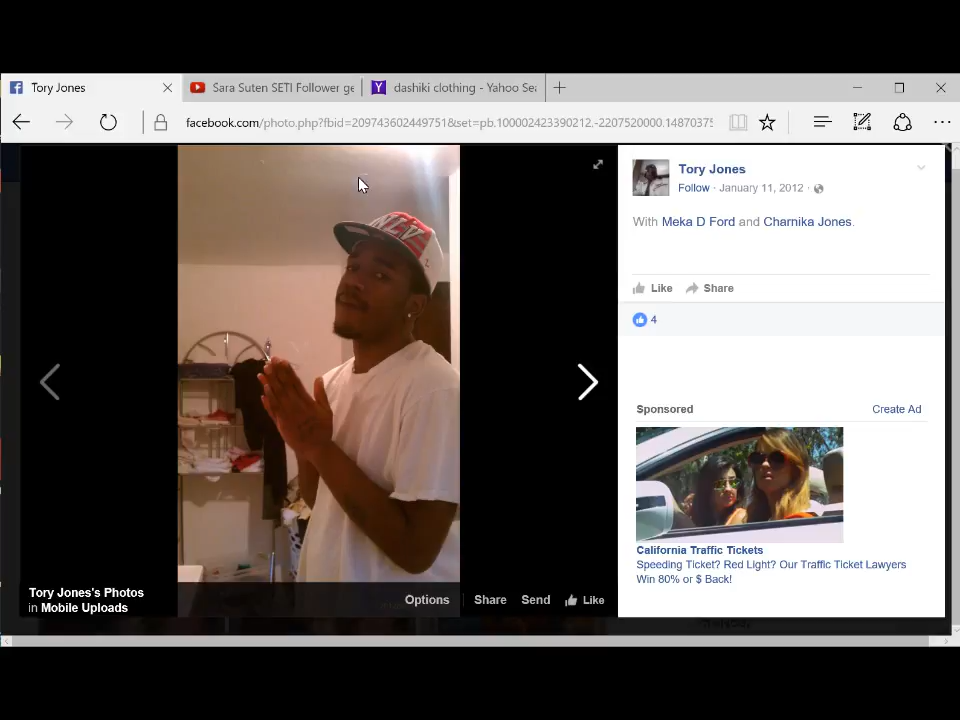 Tory Jones
Sara Suten SETI Follower ge
dashiki clothing - Yahoo Sea
facebook.com/photo.php?fbid=209743602449751&set=pb.100002423390212.-2207520000.14870375
Tory Jones
Follow · January 11, 2012 ·
With Meka D Ford and Charnika Jones.
Like Share
4
Sponsored Create Ad
California Traffic Tickets
Speeding Ticket? Red Light? Our Traffic Ticket Lawyers
Win 80% or $ Back!
Tory Jones's Photos
in Mobile Uploads
Options Share Send Like